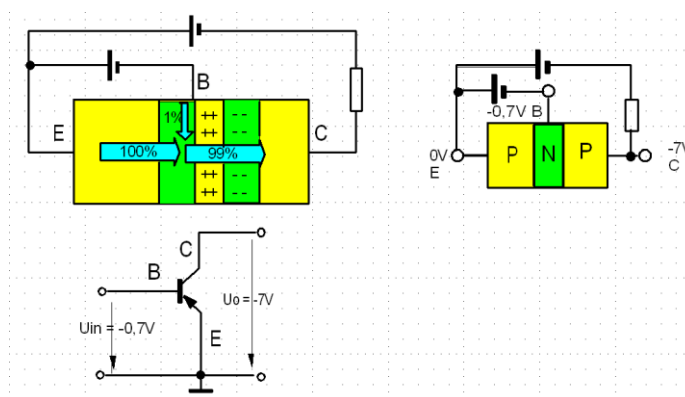 B
E
1%
++
--
++
--
C
100%
99%
++
--
++
--
-0,7V B
0V
E
P
N
P
-7V
C
C
B
Uo = -7V
Uin = -0,7V
E